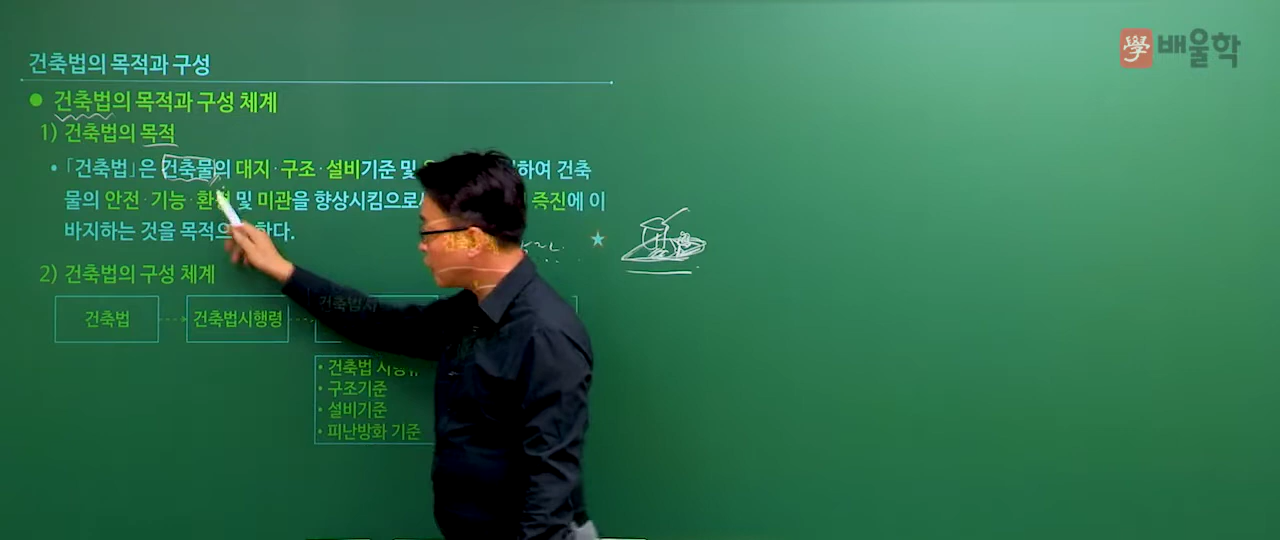 건축법의 목적과 구성
學 배울학
건축법의 목적과 구성 체계
1) 건축법의 목적
• 「건축법」은 건축물의 대지·구조·설비기준 및 하여 건축
물의 안전·기능·환경 및 미관을 향상시킴으로 증진에 이
바지하는 것을 목적으 한다.
2) 건축법의 구성 체계
건축법
건축법시행령
• 건축법
• 구조기준
• 설비기준
• 피난방화 기준